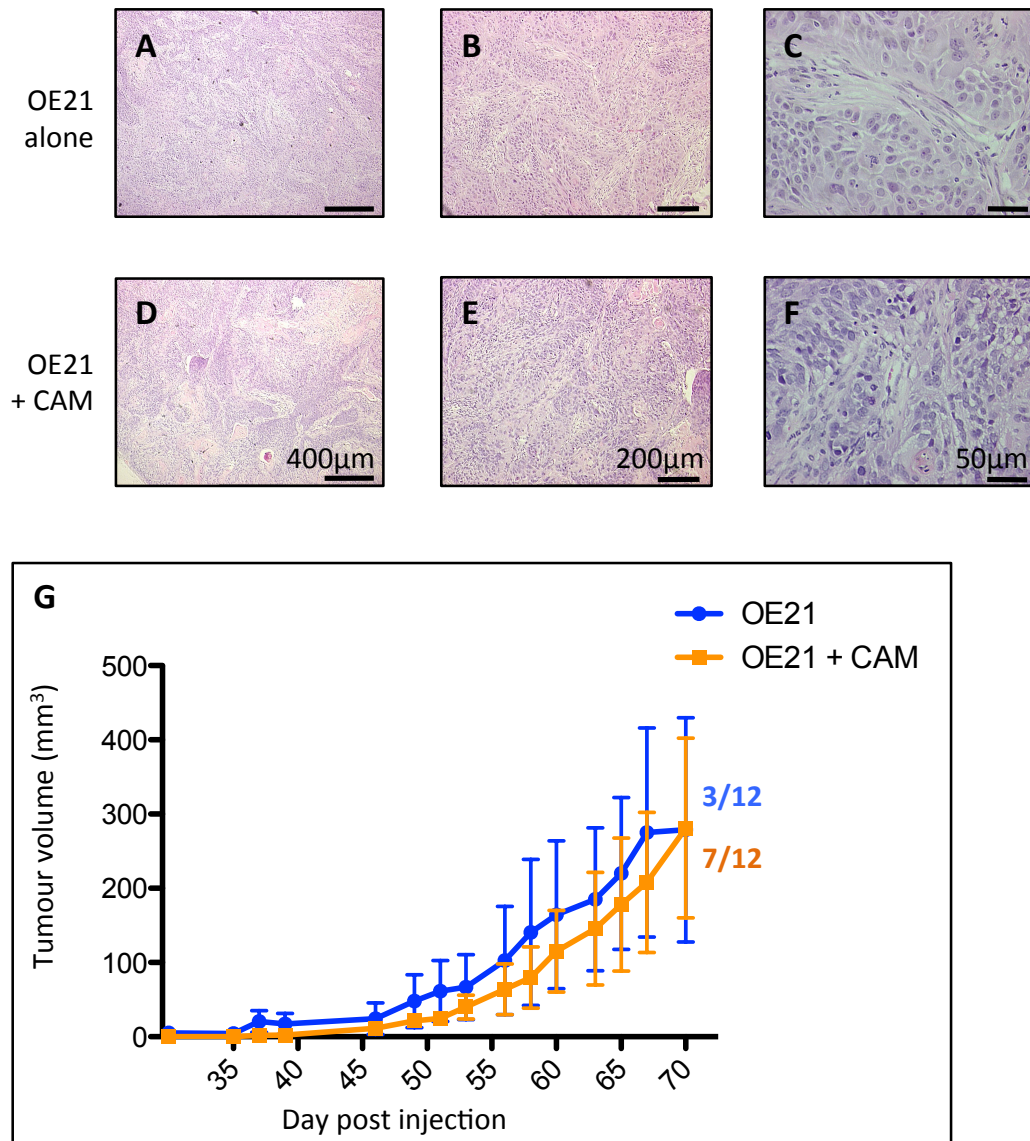 A
B
C
OE21
alone
D
E
F
OE21
+ CAM
400µm
200µm
50µm
G
OE21
OE21 + CAM
500
400
300
200
100
0
Tumour volume (mm³)
3/12
7/12
35
40
45
50
55
60
65
70
Day post injection